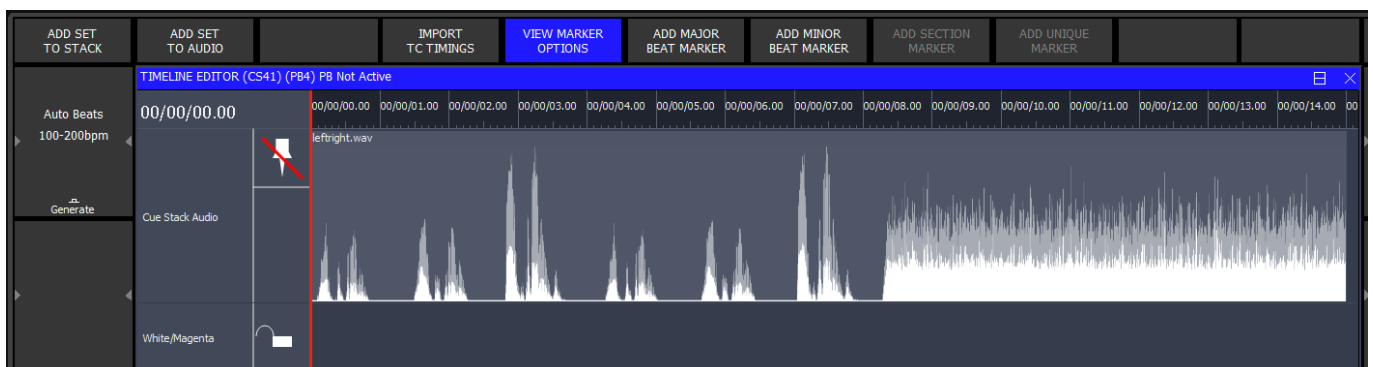 ADD SET
TO STACK
ADD SET
TO AUDIO
IMPORT
TC TIMINGS
VIEW MARKER
OPTIONS
ADD MAJOR
BEAT MARKER
ADD MINOR
BEAT MARKER
ADD SECTION
MARKER
ADD UNIQUE
MARKER
TIMELINE EDITOR (CS41) (PB4) PB Not Active
Auto Beats
100-200bpm
Generate
00/00/00.00
00/00/00.00 00/00/01.00 00/00/02.00 00/00/03.00 00/00/04.00 00/00/05.00 00/00/06.00 00/00/07.00 00/00/08.00 00/00/09.00 00/00/10.00 00/00/11.00 00/00/12.00 00/00/13.00 00/00/14.00 00
leftright.wav
Cue Stack Audio
White/Magenta